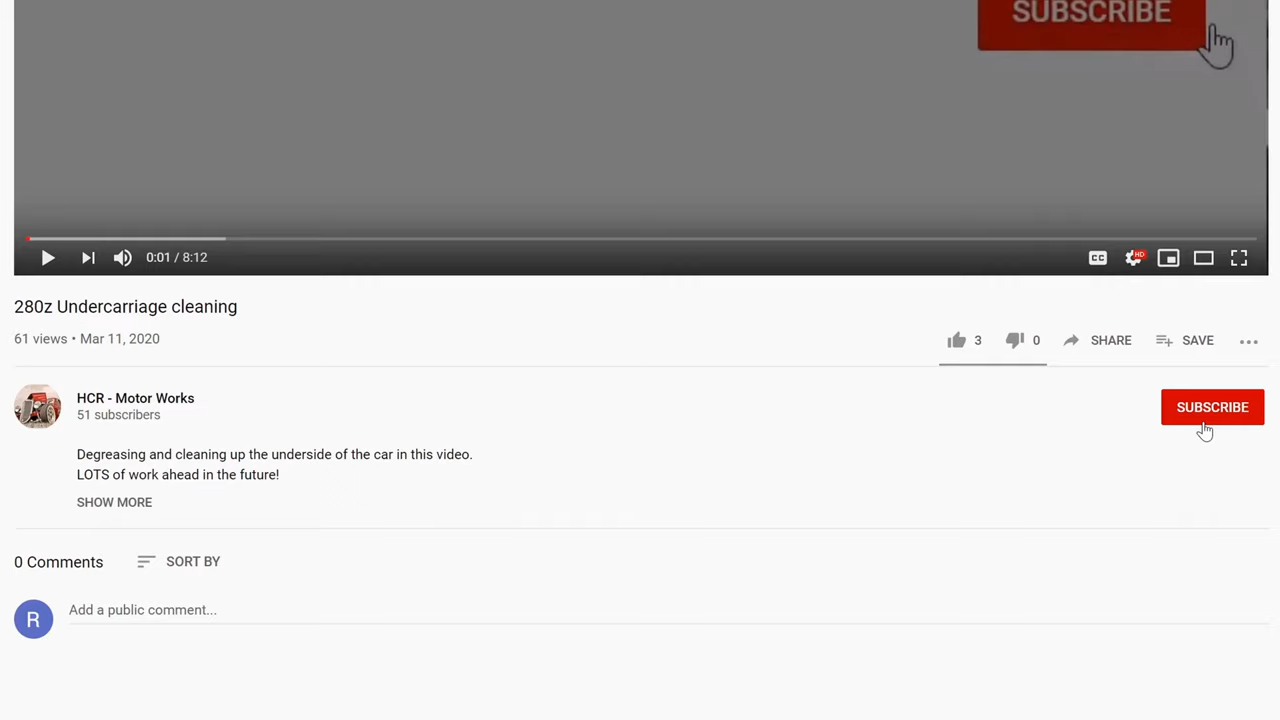 SUBSCRIBE
0:01 / 8:12
CC
HD
280z Undercarriage cleaning
61 views • Mar 11, 2020
3
0
SHARE
SAVE
HCR - Motor Works
51 subscribers
SUBSCRIBE
Degreasing and cleaning up the underside of the car in this video.
LOTS of work ahead in the future!
SHOW MORE
0 Comments
SORT BY
R
Add a public comment...